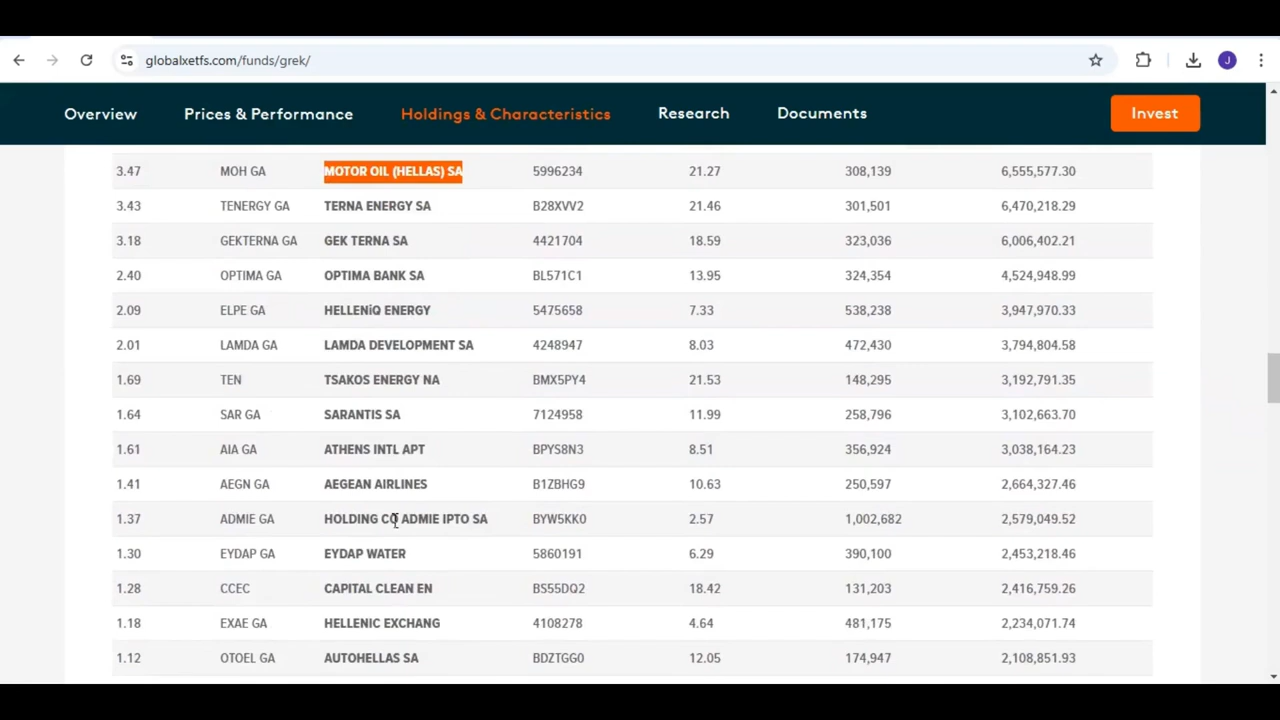 globalxetfs.com/funds/grek/
J
Overview Prices & Performance Holdings & Characteristics Research Documents Invest
3.47 MOH GA MOTOR OIL (HELLAS) SA 5996234 21.27 308,139 6,555,577.30
3.43 TENERGY GA TERNA ENERGY SA B28XVV2 21.46 301,501 6,470,218.29
3.18 GEKTERNA GA GEK TERNA SA 4421704 18.59 323,036 6,006,402.21
2.40 OPTIMA GA OPTIMA BANK SA BL571C1 13.95 324,354 4,524,948.99
2.09 ELPE GA HELLENiQ ENERGY 5475658 7.33 538,238 3,947,970.33
2.01 LAMDA GA LAMDA DEVELOPMENT SA 4248947 8.03 472,430 3,794,804.58
1.69 TEN TSAKOS ENERGY NA BMX5PY4 21.53 148,295 3,192,791.35
1.64 SAR GA SARANTIS SA 7124958 11.99 258,796 3,102,663.70
1.61 AIA GA ATHENS INTL APT BPYS8N3 8.51 356,924 3,038,164.23
1.41 AEGN GA AEGEAN AIRLINES B1ZBHG9 10.63 250,597 2,664,327.46
1.37 ADMIE GA HOLDING CO ADMIE IPTO SA BYW5KK0 2.57 1,002,682 2,579,049.52
1.30 EYDAP GA EYDAP WATER 5860191 6.29 390,100 2,453,218.46
1.28 CCEC CAPITAL CLEAN EN BS55DQ2 18.42 131,203 2,416,759.26
1.18 EXAE GA HELLENIC EXCHANG 4108278 4.64 481,175 2,234,071.74
1.12 OTOEL GA AUTOHELLAS SA BDZTGG0 12.05 174,947 2,108,851.93